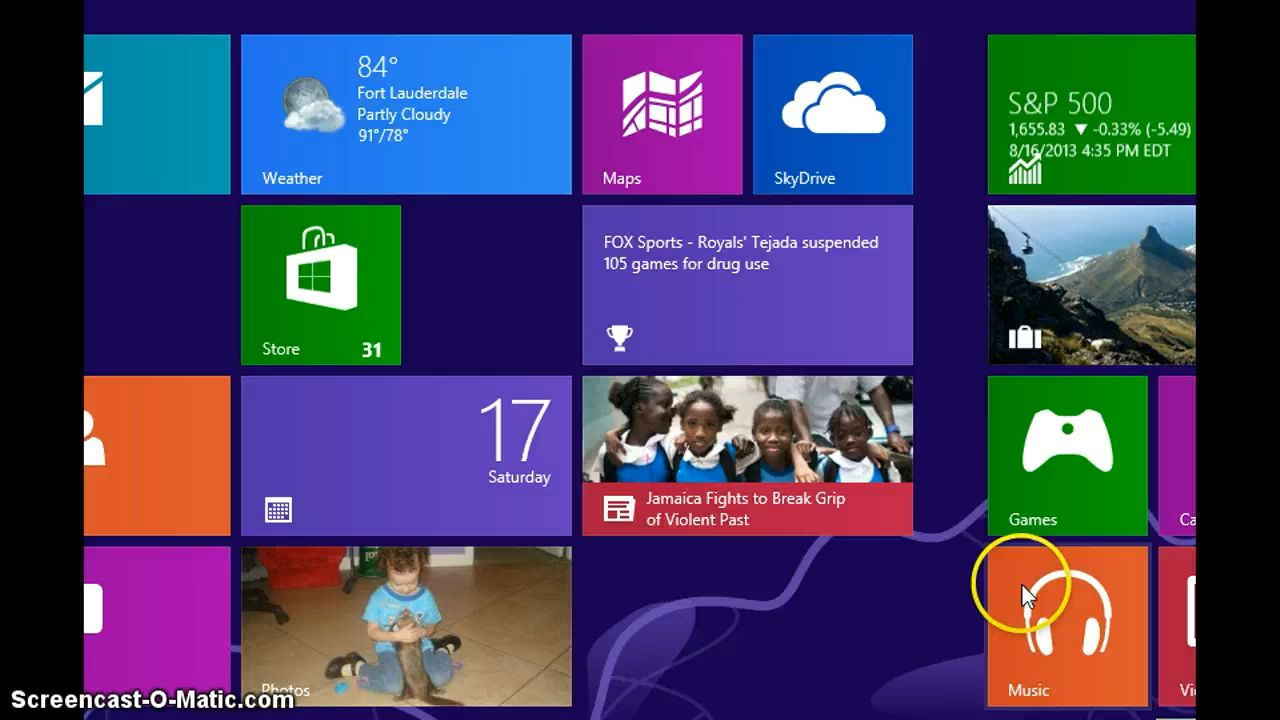 84°
Fort Lauderdale
Partly Cloudy
91°/78°
Weather
Maps
SkyDrive
S&P 500
1,655.83 ▼ -0.33% (-5.49)
8/16/2013 4:35 PM EDT
Store 31
FOX Sports - Royals' Tejada suspended
105 games for drug use
17
Saturday
Jamaica Fights to Break Grip
of Violent Past
Games
Ca
Photos
Music
Vi
Screencast-O-Matic.com